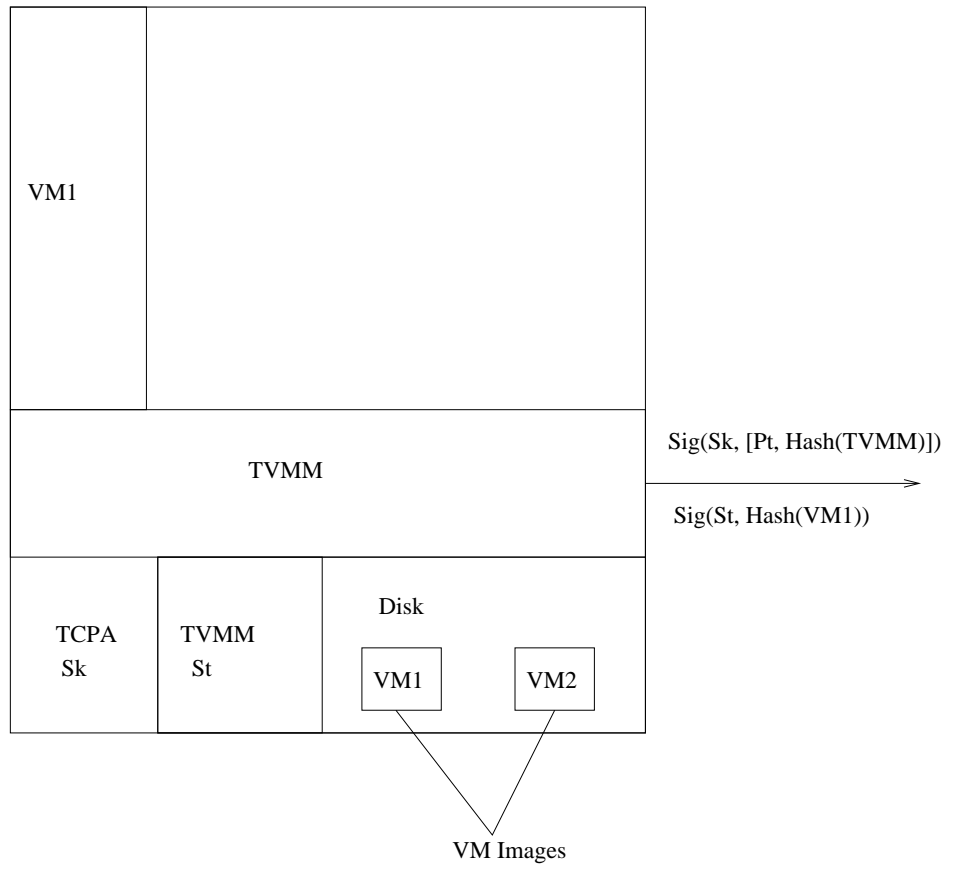 VM1
Sig(Sk, [Pt, Hash(TVMM)])
TVMM
Sig(St, Hash(VM1))
Disk
TCPA
Sk
TVMM
St
VM1
VM2
VM Images